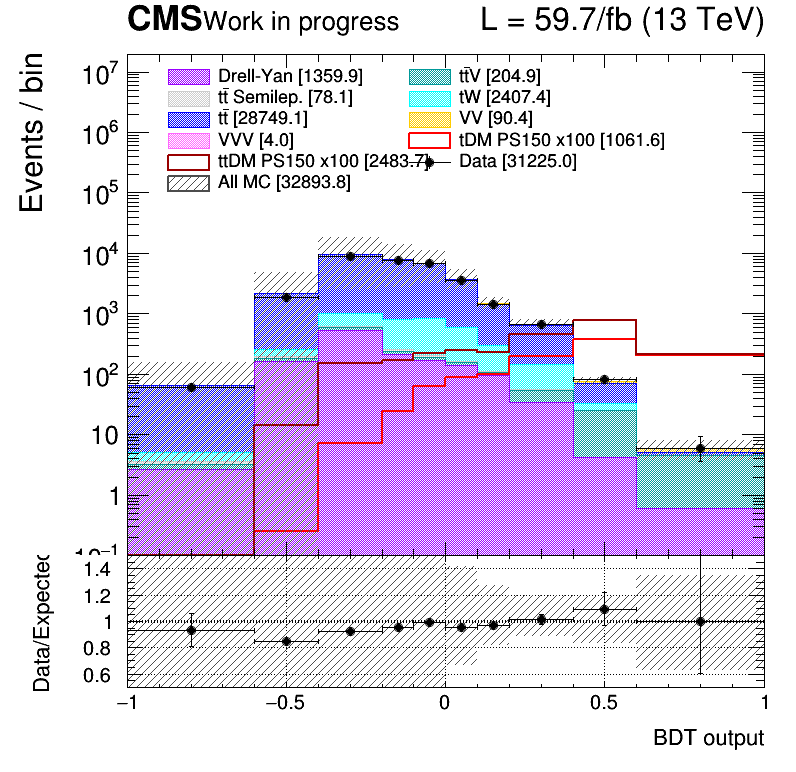 CMS Work in progress L = 59.7/fb (13 TeV)
Events / bin
10⁷
10⁶
10⁵
10⁴
10³
10²
10
1
10⁻¹
Drell-Yan [1359.9] tt̄V [204.9]
tt̄ Semilep. [78.1] tW [2407.4]
tt̄ [28749.1] VV [90.4]
VVV [4.0] tDM PS150 x100 [1061.6]
ttDM PS150 x100 [2483.7] Data [31225.0]
All MC [32893.8]
Data/Expected
1.4
1.2
1
0.8
0.6
−1 −0.5 0 0.5 1
BDT output